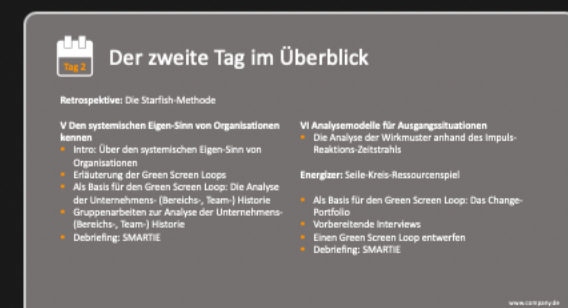 Tag 2
Der zweite Tag im Überblick
Retrospektive: Die Starfish-Methode
V Den systemischen Eigen-Sinn von Organisationen
kennen
Intro: Über den systemischen Eigen-Sinn von
Organisationen
Erläuterung der Green Screen Loops
Als Basis für den Green Screen Loop: Die Analyse
der Unternehmens- (Bereichs-, Team-) Historie
Gruppenarbeiten zur Analyse der Unternehmens-
(Bereichs-, Team-) Historie
Debriefing: SMARTIE
VI Analysemodelle für Ausgangssituationen
Die Analyse der Wirkmuster anhand des Impuls-
Reaktions-Zeitstrahls
Energizer: Seile-Kreis-Ressourcenspiel
Als Basis für den Green Screen Loop: Das Change-
Portfolio
Vorbereitende Interviews
Einen Green Screen Loop entwerfen
Debriefing: SMARTIE
www.company.de